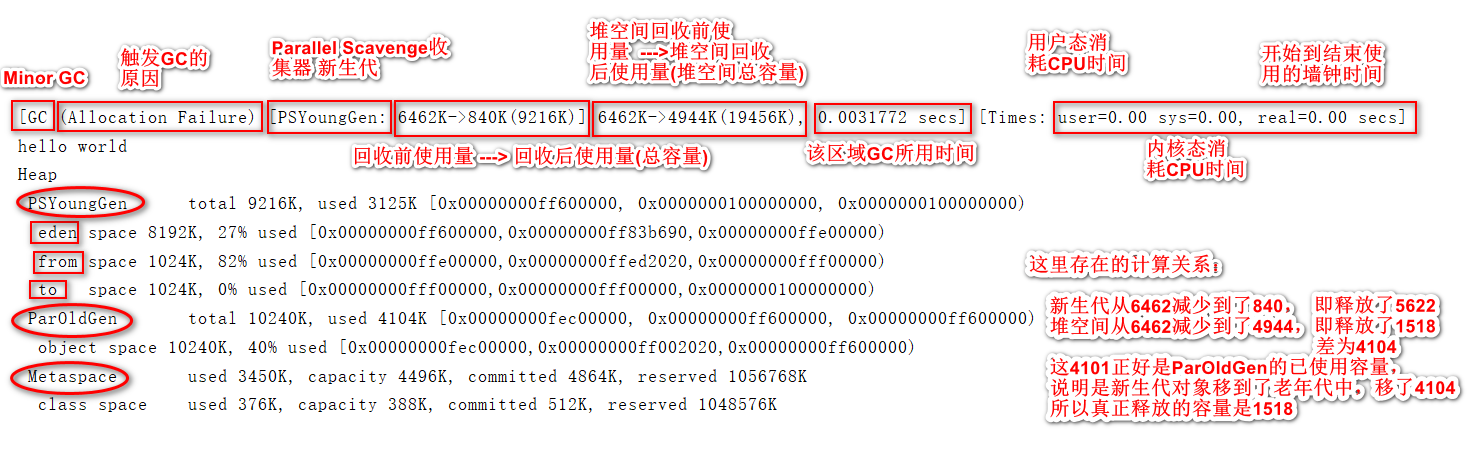 堆空间回收前使
用量 --->堆空间回收
后使用量(堆空间总容量)
用户态消
耗CPU时间
触发GC的
原因
Parallel Scavenge收
集器 新生代
开始到结束使
用的墙钟时间
Minor GC
[GC (Allocation Failure) [PSYoungGen: 6462K->840K(9216K)] 6462K->4944K(19456K), 0.0031772 secs] [Times: user=0.00 sys=0.00, real=0.00 secs]
hello world
回收前使用量 ---> 回收后使用量(总容量)
该区域GC所用时间
内核态消
耗CPU时间
Heap
PSYoungGen total 9216K, used 3125K [0x00000000ff600000, 0x0000000100000000, 0x0000000100000000)
eden space 8192K, 27% used [0x00000000ff600000,0x00000000ff83b690,0x00000000ffe00000)
from space 1024K, 82% used [0x00000000ffe00000,0x00000000ffed2020,0x00000000fff00000)
to space 1024K, 0% used [0x00000000fff00000,0x00000000fff00000,0x0000000100000000)
ParOldGen total 10240K, used 4104K [0x00000000fec00000, 0x00000000ff600000, 0x00000000ff600000)
object space 10240K, 40% used [0x00000000fec00000,0x00000000ff002020,0x00000000ff600000)
Metaspace used 3450K, capacity 4496K, committed 4864K, reserved 1056768K
class space used 376K, capacity 388K, committed 512K, reserved 1048576K
这里存在的计算关系：
新生代从6462减少到了840， 即释放了5622
堆空间从6462减少到了4944， 即释放了1518
差为4104
这4101正好是ParOldGen的已使用容量，
说明是新生代对象移到了老年代中，移了4104
所以真正释放的容量是1518